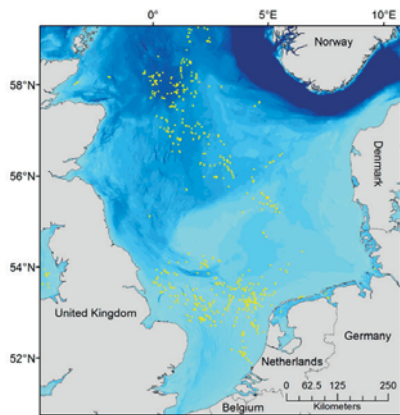 0° 5°E 10°E
Norway
58°N
Denmark
56°N
54°N
United Kingdom
Germany
0 62.5 125 250
Kilometers
52°N
Netherlands
Belgium